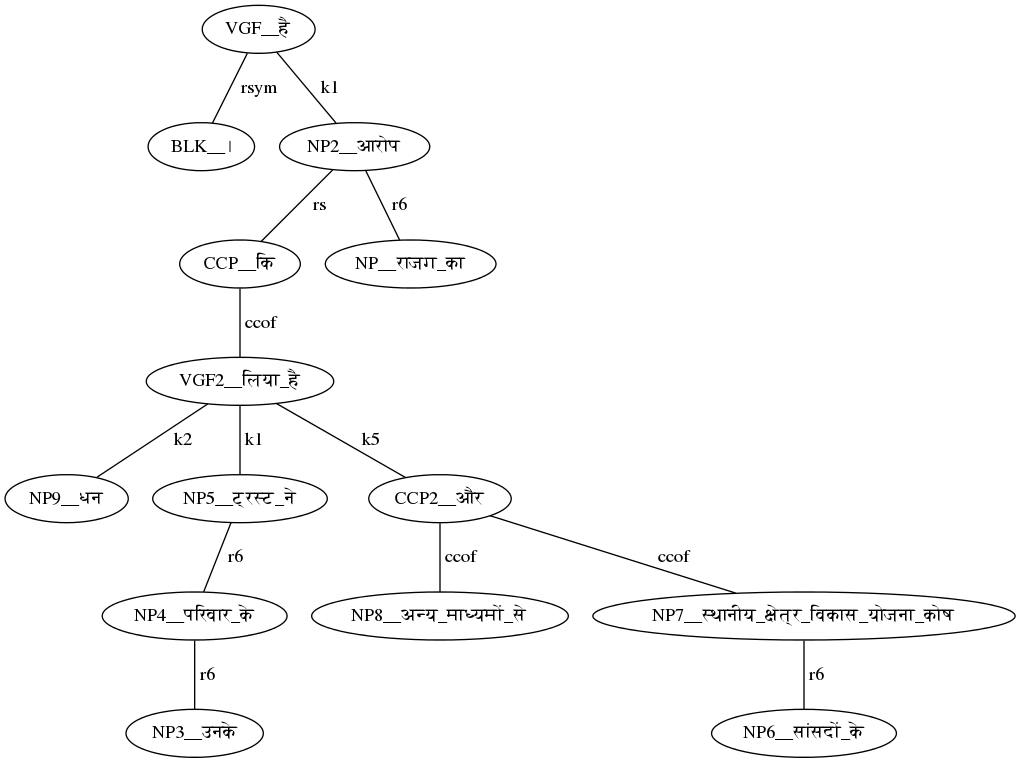 VGF__है
rsym k1
BLK__। NP2__आरोप
rs r6
CCP__कि NP__राजग_का
ccof
VGF2__लिया_है
k2 k1 k5
NP9__धन NP5__ट्रस्ट_ने CCP2__और
r6 ccof ccof
NP4__परिवार_के NP8__अन्य_माध्यमों_से NP7__स्थानीय_क्षेत्र_विकास_योजना_कोष
r6 r6
NP3__उनके NP6__सांसदों_के